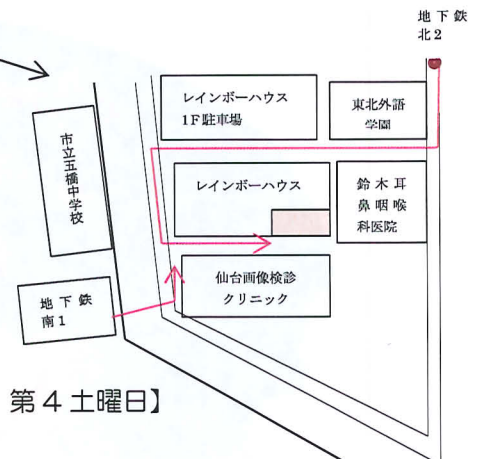 地下鉄
北2
レインボーハウス
1F駐車場
東北外語
学園
市立五橋中学校
レインボーハウス
鈴木耳
鼻咽喉
科医院
仙台画像検診
クリニック
地下鉄
南1
第4土曜日】